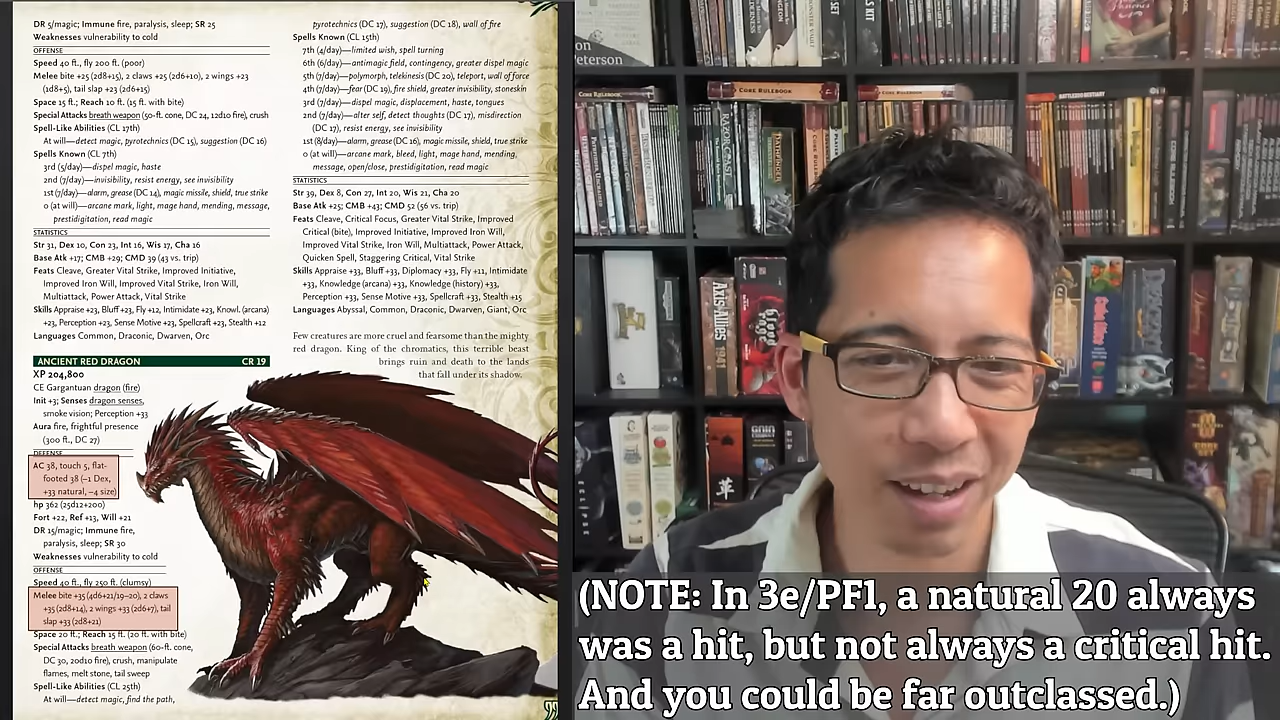 DR 5/magic; Immune fire, paralysis, sleep; SR 25
Weaknesses vulnerability to cold
OFFENSE
Speed 40 ft., fly 200 ft. (poor)
Melee bite +25 (2d8+15), 2 claws +25 (2d6+10), 2 wings +23
(1d8+5), tail slap +23 (2d6+15)
Space 15 ft.; Reach 10 ft. (15 ft. with bite)
Special Attacks breath weapon (50-ft. cone, DC 24, 12d10 fire), crush
Spell-Like Abilities (CL 17th)
At will—detect magic, pyrotechnics (DC 15), suggestion (DC 16)
Spells Known (CL 7th)
3rd (5/day)—dispel magic, haste
2nd (7/day)—invisibility, resist energy, see invisibility
1st (7/day)—alarm, grease (DC 14), magic missile, shield, true strike
0 (at will)—arcane mark, light, mage hand, mending, message,
prestidigitation, read magic
STATISTICS
Str 31, Dex 10, Con 23, Int 16, Wis 17, Cha 16
Base Atk +17; CMB +29; CMD 39 (43 vs. trip)
Feats Cleave, Greater Vital Strike, Improved Initiative,
Improved Iron Will, Improved Vital Strike, Iron Will,
Multiattack, Power Attack, Vital Strike
Skills Appraise +23, Bluff +23, Fly +12, Intimidate +23, Knowl. (arcana)
+23, Perception +23, Sense Motive +23, Spellcraft +23, Stealth +12
Languages Common, Draconic, Dwarven, Orc
ANCIENT RED DRAGON CR 19
XP 204,800
CE Gargantuan dragon (fire)
Init +3; Senses dragon senses,
smoke vision; Perception +33
Aura fire, frightful presence
(300 ft., DC 27)
DEFENSE
AC 38, touch 5, flat-
footed 38 (–1 Dex,
+33 natural, –4 size)
hp 362 (25d12+200)
Fort +22, Ref +13, Will +21
DR 15/magic; Immune fire,
paralysis, sleep; SR 30
Weaknesses vulnerability to cold
OFFENSE
Speed 40 ft., fly 250 ft. (clumsy)
Melee bite +35 (4d6+21/19–20), 2 claws
+35 (2d8+14), 2 wings +33 (2d6+7), tail
slap +33 (2d8+21)
Space 20 ft.; Reach 15 ft. (20 ft. with bite)
Special Attacks breath weapon (60-ft. cone,
DC 30, 20d10 fire), crush, manipulate
flames, melt stone, tail sweep
Spell-Like Abilities (CL 25th)
At will—detect magic, find the path,
pyrotechnics (DC 17), suggestion (DC 18), wall of fire
Spells Known (CL 15th)
7th (4/day)—limited wish, spell turning
6th (6/day)—antimagic field, contingency, greater dispel magic
5th (7/day)—polymorph, telekinesis (DC 20), teleport, wall of force
4th (7/day)—fear (DC 19), fire shield, greater invisibility, stoneskin
3rd (7/day)—dispel magic, displacement, haste, tongues
2nd (7/day)—alter self, detect thoughts (DC 17), misdirection
(DC 17), resist energy, see invisibility
1st (8/day)—alarm, grease (DC 16), magic missile, shield, true strike
0 (at will)—arcane mark, bleed, light, mage hand, mending,
message, open/close, prestidigitation, read magic
STATISTICS
Str 39, Dex 8, Con 27, Int 20, Wis 21, Cha 20
Base Atk +25; CMB +43; CMD 52 (56 vs. trip)
Feats Cleave, Critical Focus, Greater Vital Strike, Improved
Critical (bite), Improved Initiative, Improved Iron Will,
Improved Vital Strike, Iron Will, Multiattack, Power Attack,
Quicken Spell, Staggering Critical, Vital Strike
Skills Appraise +33, Bluff +33, Diplomacy +33, Fly +11, Intimidate
+33, Knowledge (arcana) +33, Knowledge (history) +33,
Perception +33, Sense Motive +33, Spellcraft +33, Stealth +15
Languages Abyssal, Common, Draconic, Dwarven, Giant, Orc
Few creatures are more cruel and fearsome than the mighty
red dragon. King of the chromatics, this terrible beast
brings ruin and death to the lands
that fall under its shadow.
on
Peterson
SET
CORE RULEBOOK
CORE RULEBOOK
Axis & Allies 1941
blood rage
革
(NOTE: In 3e/PF1, a natural 20 always
was a hit, but not always a critical hit.
And you could be far outclassed.)